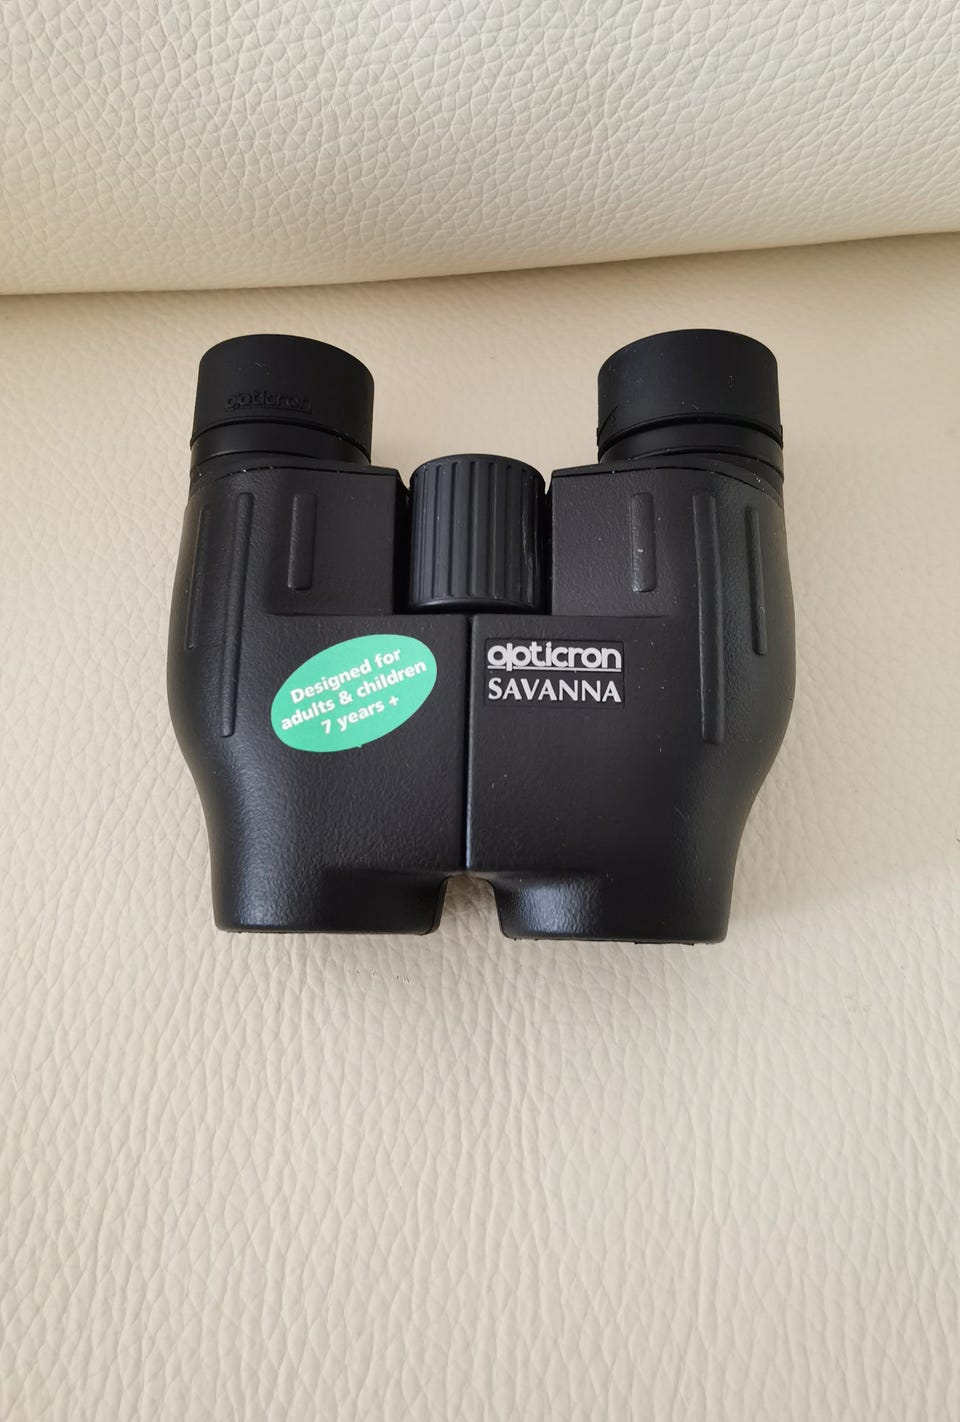 opticron
Designed for
adults & children
7 years +
opticron
SAVANNA